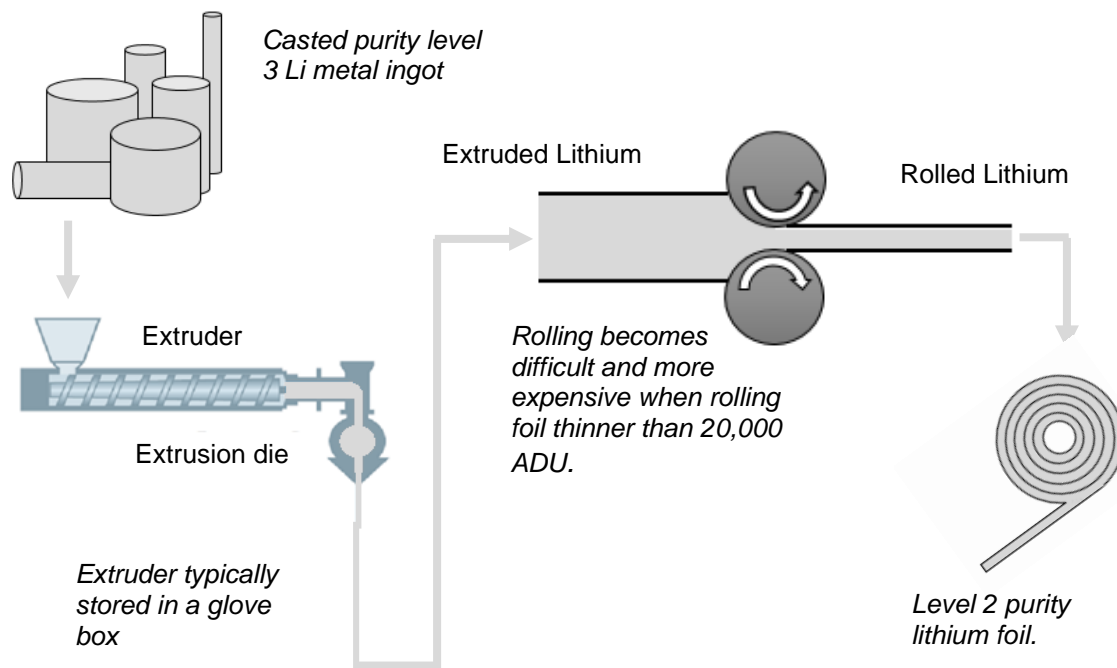 Casted purity level
3 Li metal ingot
Extruded Lithium
Rolled Lithium
Extruder
Extrusion die
Rolling becomes
difficult and more
expensive when rolling
foil thinner than 20,000
ADU.
Extruder typically
stored in a glove
box
Level 2 purity
lithium foil.